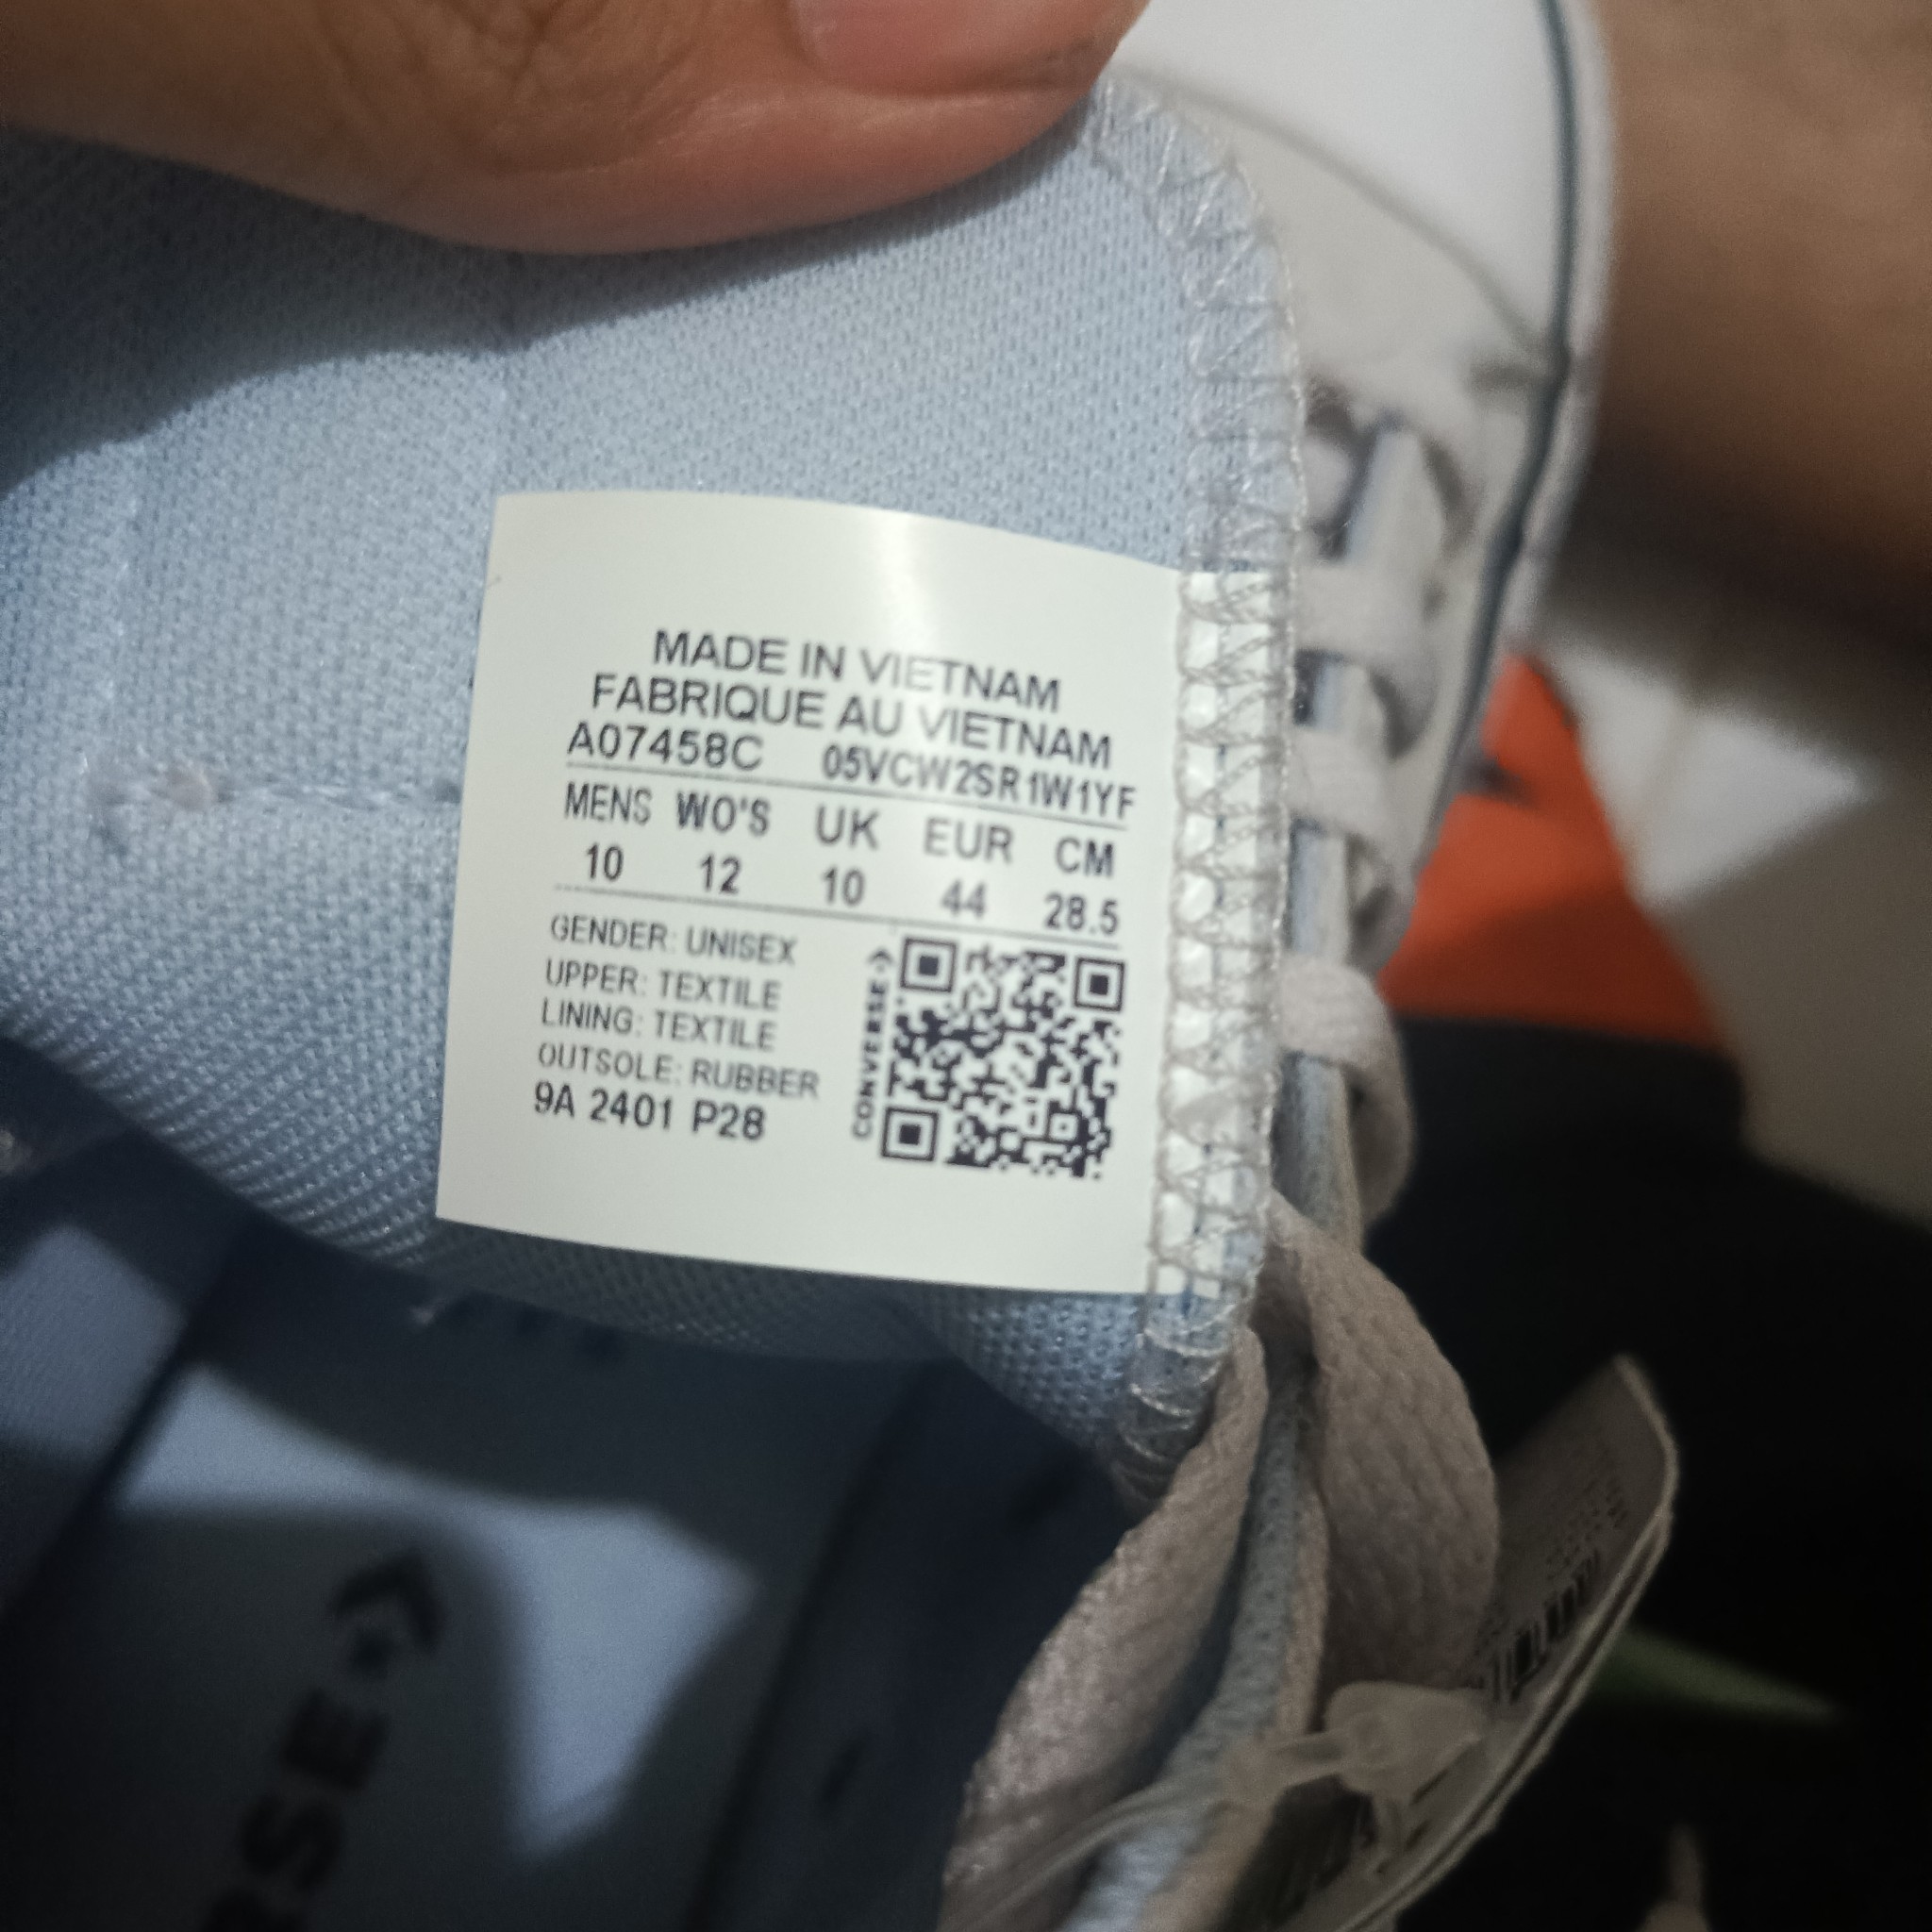 MADE IN VIETNAM
FABRIQUE AU VIETNAM
A07458C 05VCW2SR1W1YF
MENS WO'S UK EUR CM
10 12 10 44 28.5
GENDER: UNISEX
UPPER: TEXTILE
LINING: TEXTILE
OUTSOLE: RUBBER
9A 2401 P28
CONVERSE
RSE